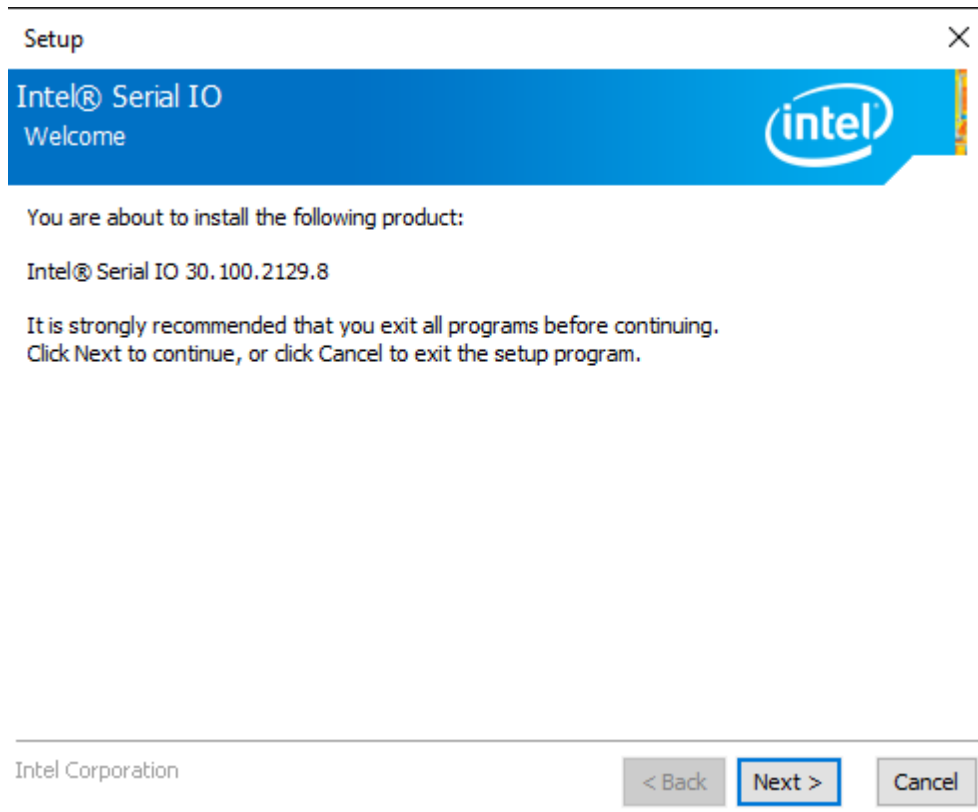 Setup
Intel® Serial IO
Welcome
intel
You are about to install the following product:
Intel® Serial IO 30.100.2129.8
It is strongly recommended that you exit all programs before continuing.
Click Next to continue, or click Cancel to exit the setup program.
Intel Corporation
< Back Next > Cancel